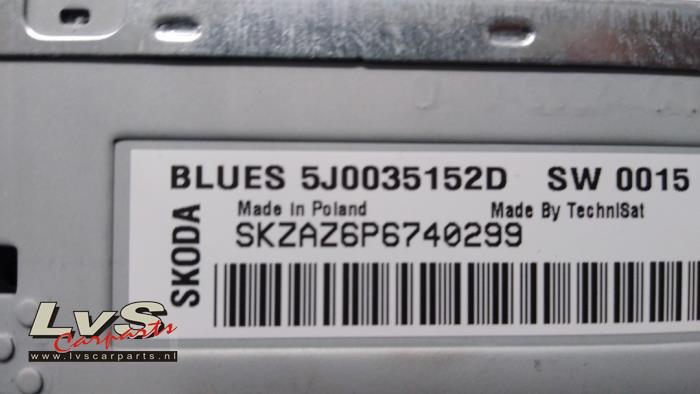 BLUES 5J0035152D SW 0015
Made in Poland Made By TechniSat
SKZAZ6P6740299
SKODA
LvS
Carparts
www.lvscarparts.nl